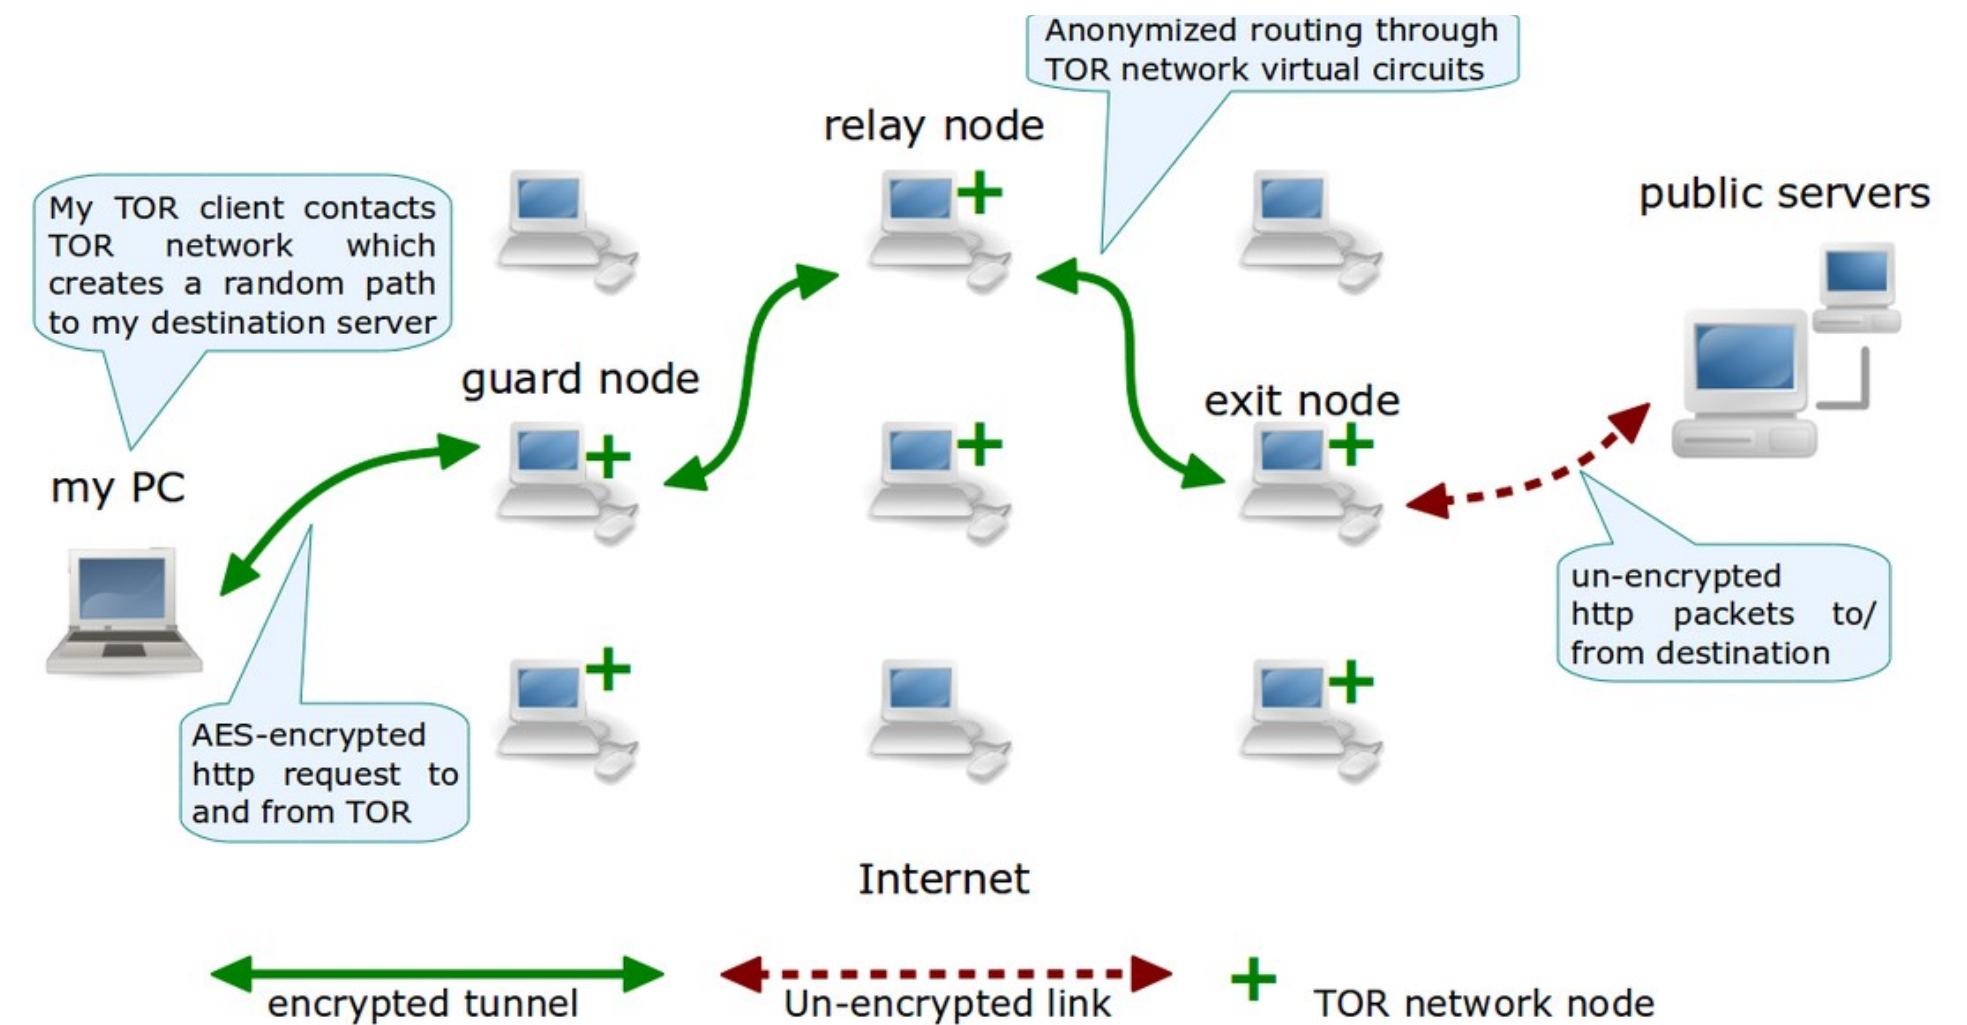 Anonymized routing through
TOR network virtual circuits
relay node
public servers
My TOR client contacts
TOR network which
creates a random path
to my destination server
guard node
exit node
my PC
un-encrypted
http packets to/
from destination
AES-encrypted
http request to
and from TOR
Internet
encrypted tunnel
Un-encrypted link
TOR network node